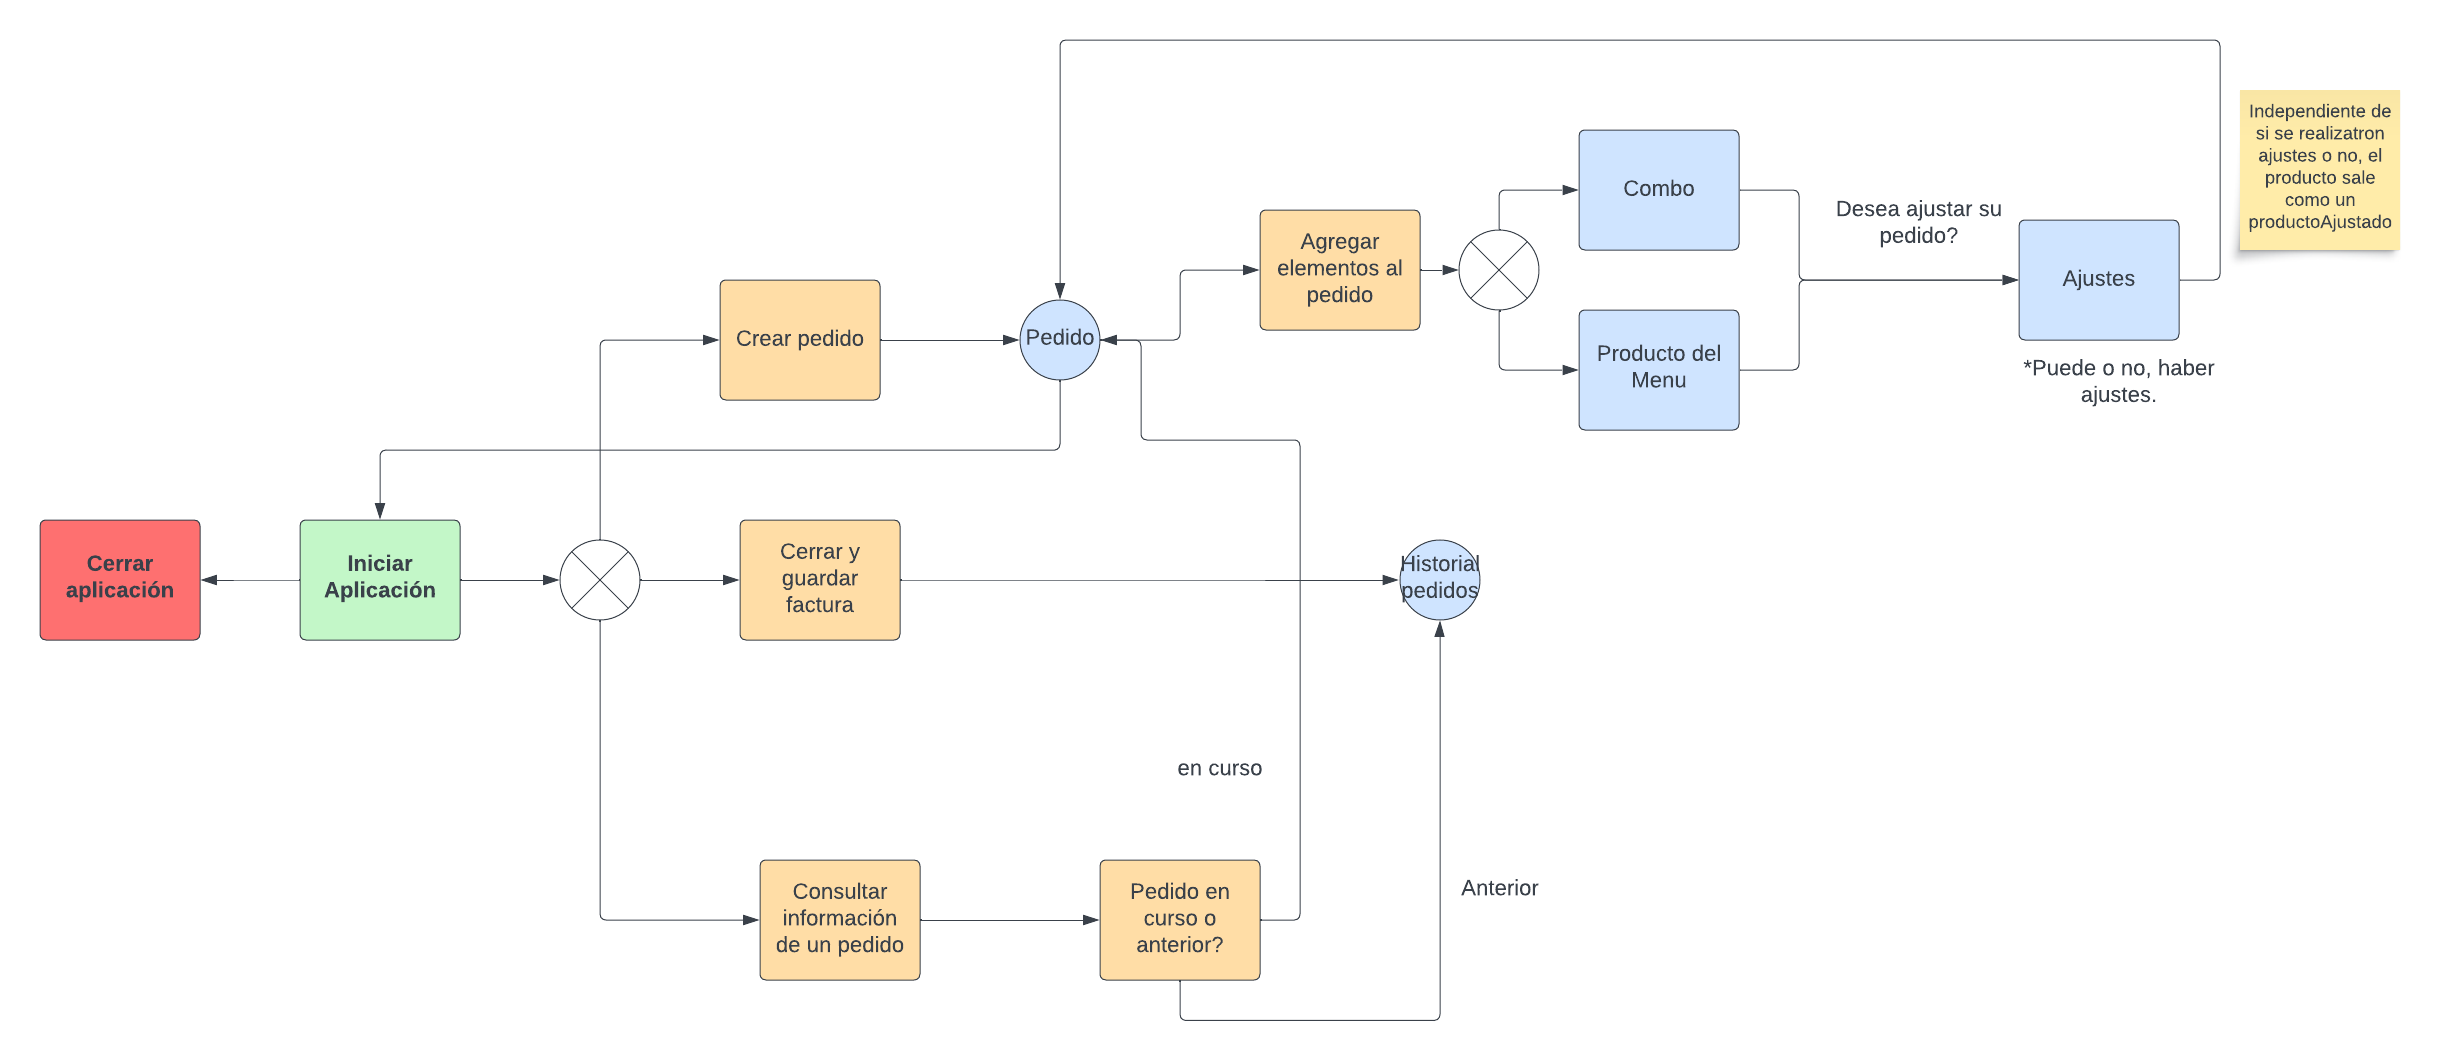 Independiente de
si se realizatron
ajustes o no, el
producto sale
como un
productoAjustado
Combo
Desea ajustar su
pedido?
Agregar
elementos al
pedido
Ajustes
Crear pedido
Pedido
Producto del
Menu
*Puede o no, haber
ajustes.
Cerrar
aplicación
Iniciar
Aplicación
Cerrar y
guardar
factura
Historial
pedidos
en curso
Anterior
Consultar
información
de un pedido
Pedido en
curso o
anterior?